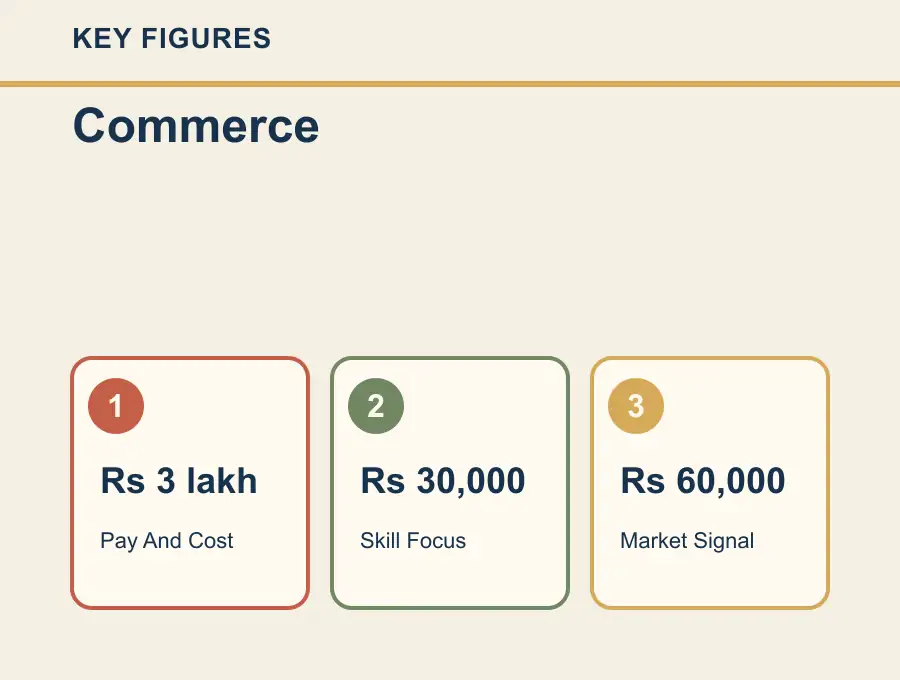 KEY FIGURES
Commerce
1
Rs 3 lakh
Pay And Cost
2
Rs 30,000
Skill Focus
3
Rs 60,000
Market Signal